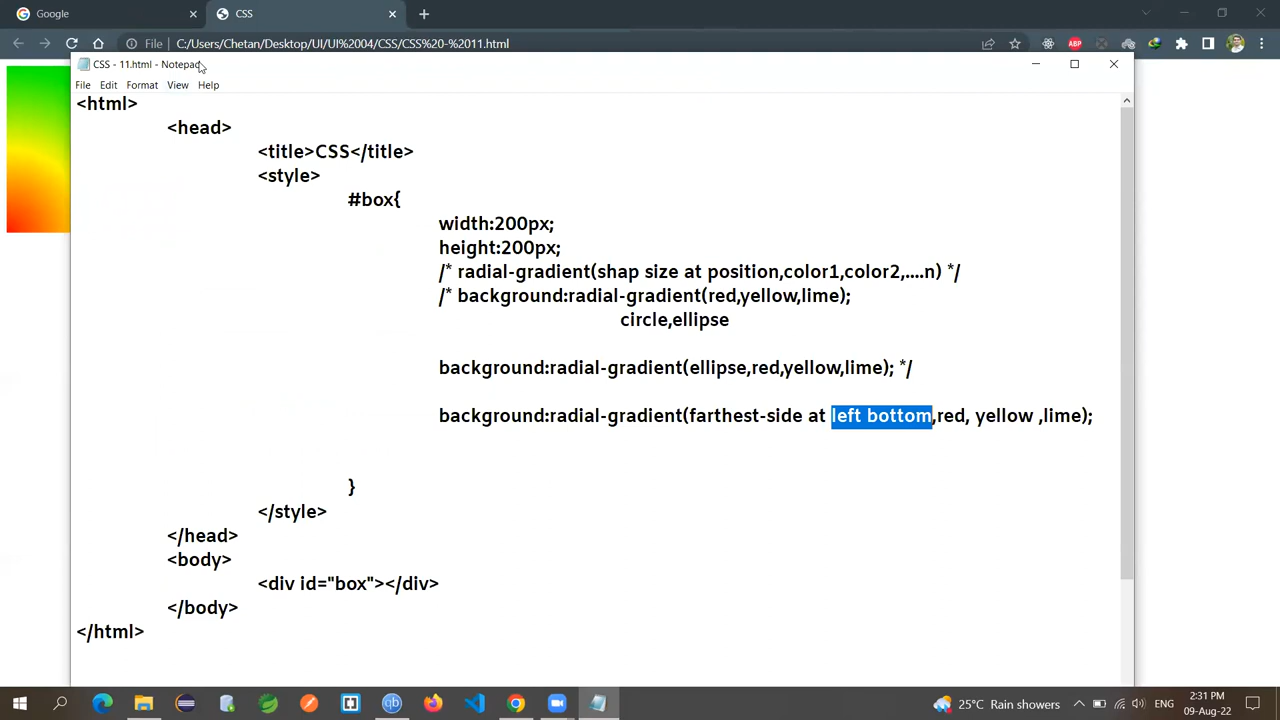 Google
CSS
File
C:/Users/Chetan/Desktop/UI/UI%2004/CSS/CSS%20-%2011.html
ABP
CSS - 11.html - Notepad
File Edit Format View Help
<html>
<head>
<title>CSS</title>
<style>
#box{
width:200px;
height:200px;
/* radial-gradient(shap size at position,color1,color2,....n) */
/* background:radial-gradient(red,yellow,lime);
circle,ellipse
background:radial-gradient(ellipse,red,yellow,lime); */
background:radial-gradient(farthest-side at left bottom,red, yellow ,lime);
}
</style>
</head>
<body>
<div id="box"></div>
</body>
</html>
qb
25°C Rain showers
ENG
2:31 PM
09-Aug-22